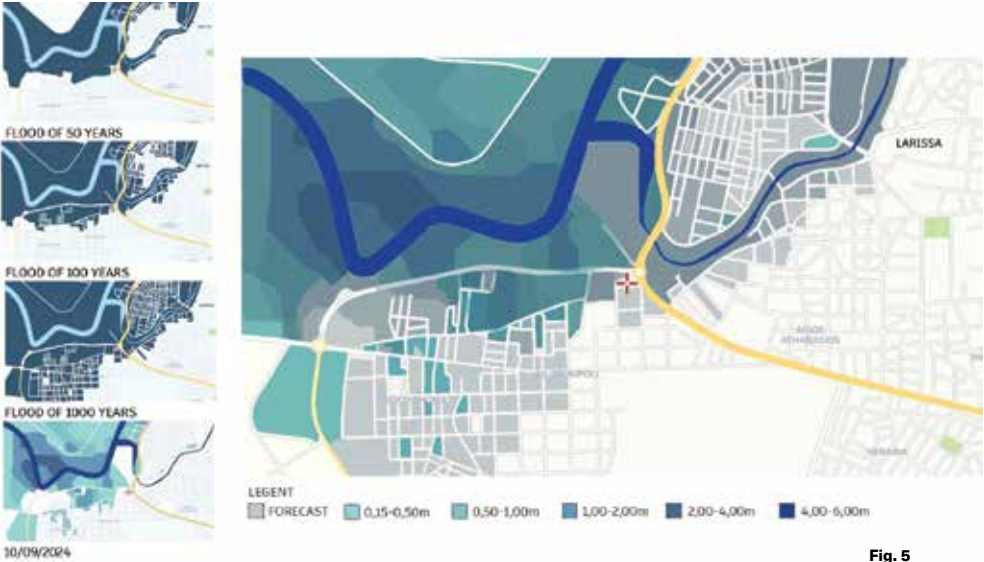 FLOOD OF 50 YEARS
FLOOD OF 100 YEARS
FLOOD OF 1000 YEARS
10/09/2024
LARISSA
AGIOS
ATHANASIOS
LEGENT
FORECAST
0,15-0,50m
0,50-1,00m
1,00-2,00m
2,00-4,00m
4,00-6,00m
Fig. 5